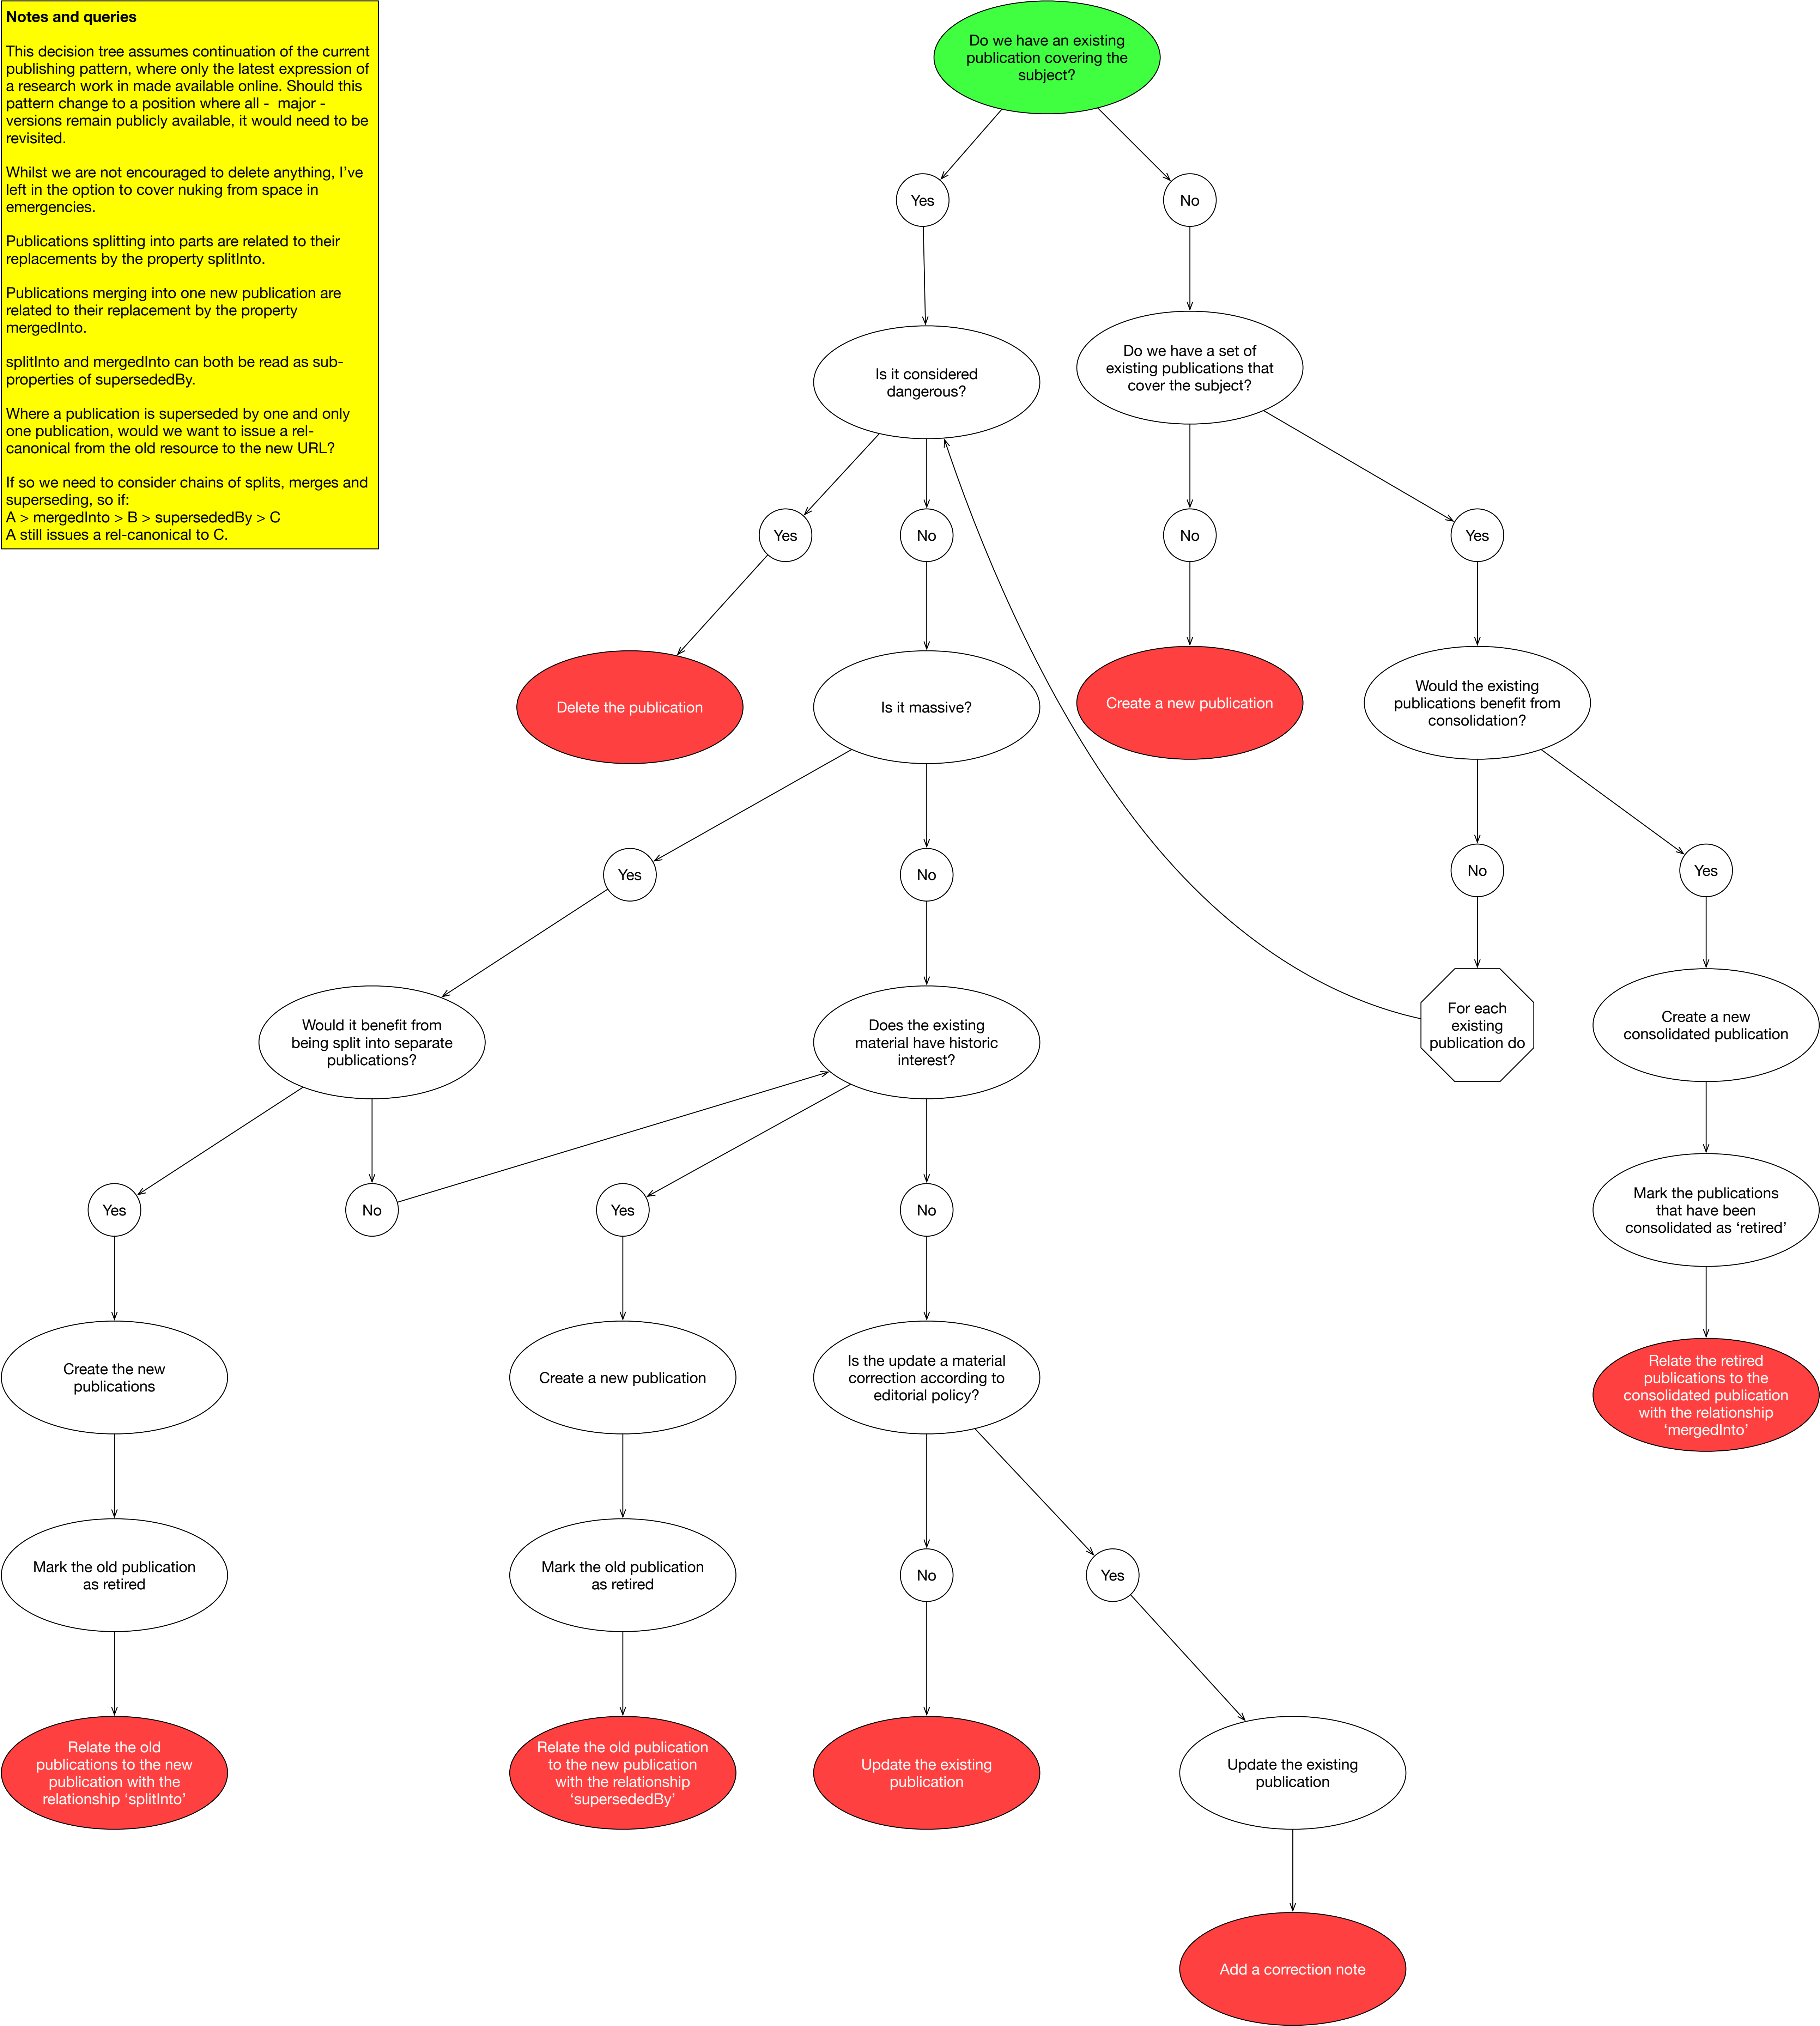 Notes and queries
This decision tree assumes continuation of the current
publishing pattern, where only the latest expression of
a research work in made available online. Should this
pattern change to a position where all -  major -
versions remain publicly available, it would need to be
revisited.
Whilst we are not encouraged to delete anything, I’ve
left in the option to cover nuking from space in
emergencies.
Publications splitting into parts are related to their
replacements by the property splitInto.
Publications merging into one new publication are
related to their replacement by the property
mergedInto.
splitInto and mergedInto can both be read as sub-
properties of supersededBy.
Where a publication is superseded by one and only
one publication, would we want to issue a rel-
canonical from the old resource to the new URL?
If so we need to consider chains of splits, merges and
superseding, so if:
A > mergedInto > B > supersededBy > C
A still issues a rel-canonical to C.
Do we have an existing
publication covering the
subject?
Yes
No
Is it considered
dangerous?
Do we have a set of
existing publications that
cover the subject?
Yes
No
No
Yes
Delete the publication
Is it massive?
Create a new publication
Would the existing
publications benefit from
consolidation?
Yes
No
No
Yes
Would it benefit from
being split into separate
publications?
Does the existing
material have historic
interest?
For each
existing
publication do
Create a new
consolidated publication
Yes
No
Yes
No
Mark the publications
that have been
consolidated as ‘retired’
Create the new
publications
Create a new publication
Is the update a material
correction according to
editorial policy?
Relate the retired
publications to the
consolidated publication
with the relationship
‘mergedInto’
Mark the old publication
as retired
Mark the old publication
as retired
No
Yes
Relate the old
publications to the new
publication with the
relationship ‘splitInto’
Relate the old publication
to the new publication
with the relationship
‘supersededBy’
Update the existing
publication
Update the existing
publication
Add a correction note